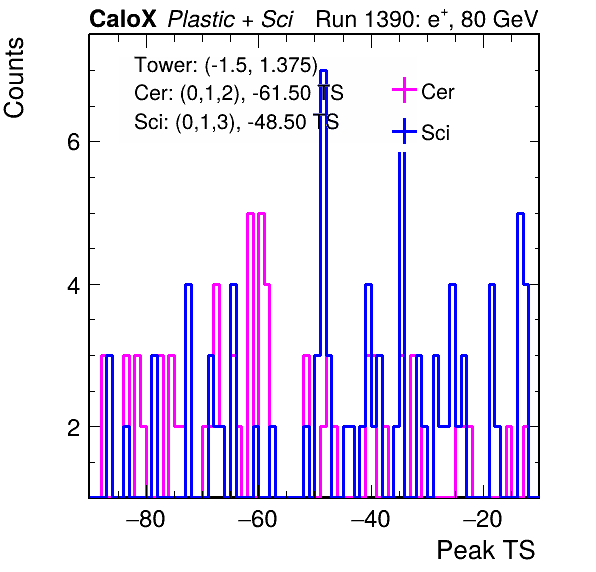 CaloX Plastic + Sci Run 1390: e⁺, 80 GeV
Counts
Tower: (-1.5, 1.375)
Cer: (0,1,2), -61.50 TS
Sci: (0,1,3), -48.50 TS
Cer
Sci
6
4
2
−80 −60 −40 −20
Peak TS